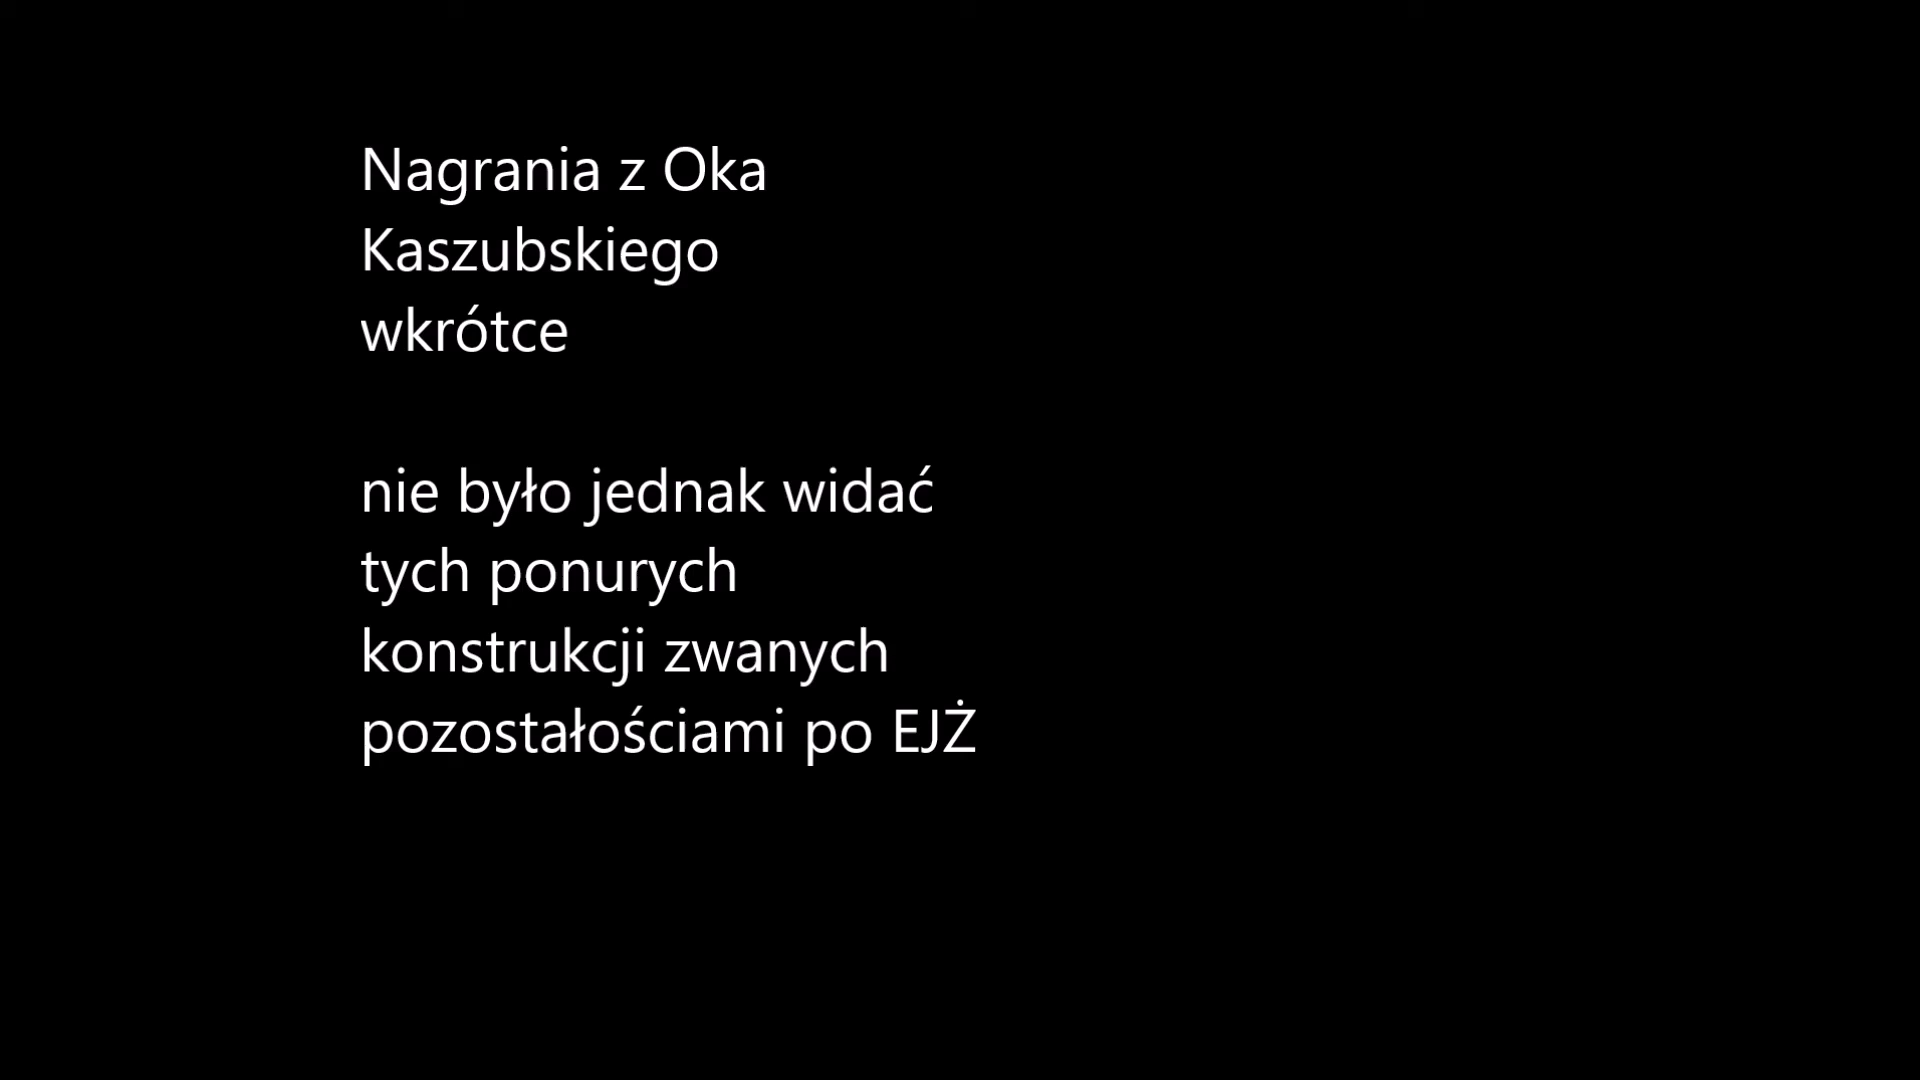 Nagrania z Oka
Kaszubskiego
wkrótce
nie było jednak widać
tych ponurych
konstrukcji zwanych
pozostałościami po EJŻ